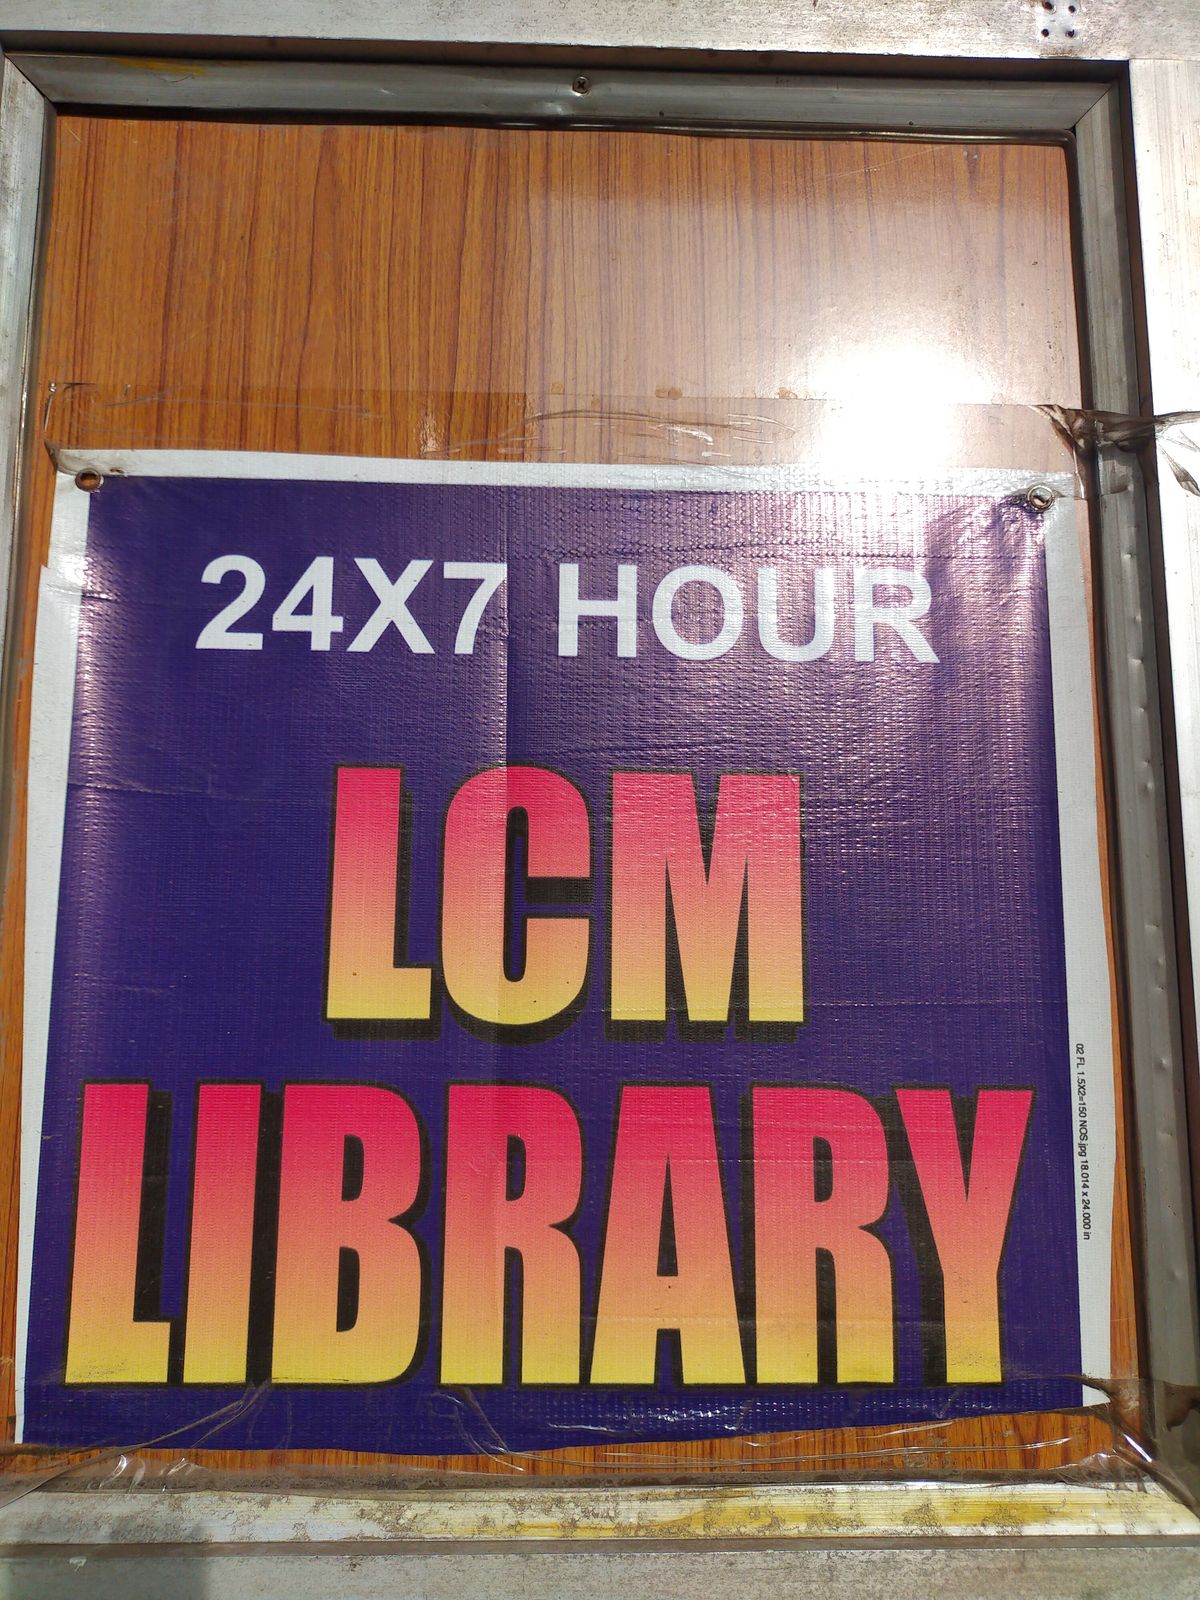 24X7 HOUR
LCM
LIBRARY
02 FL 1.5X2=150 NOS.jpg 18.014 x 24.000 in